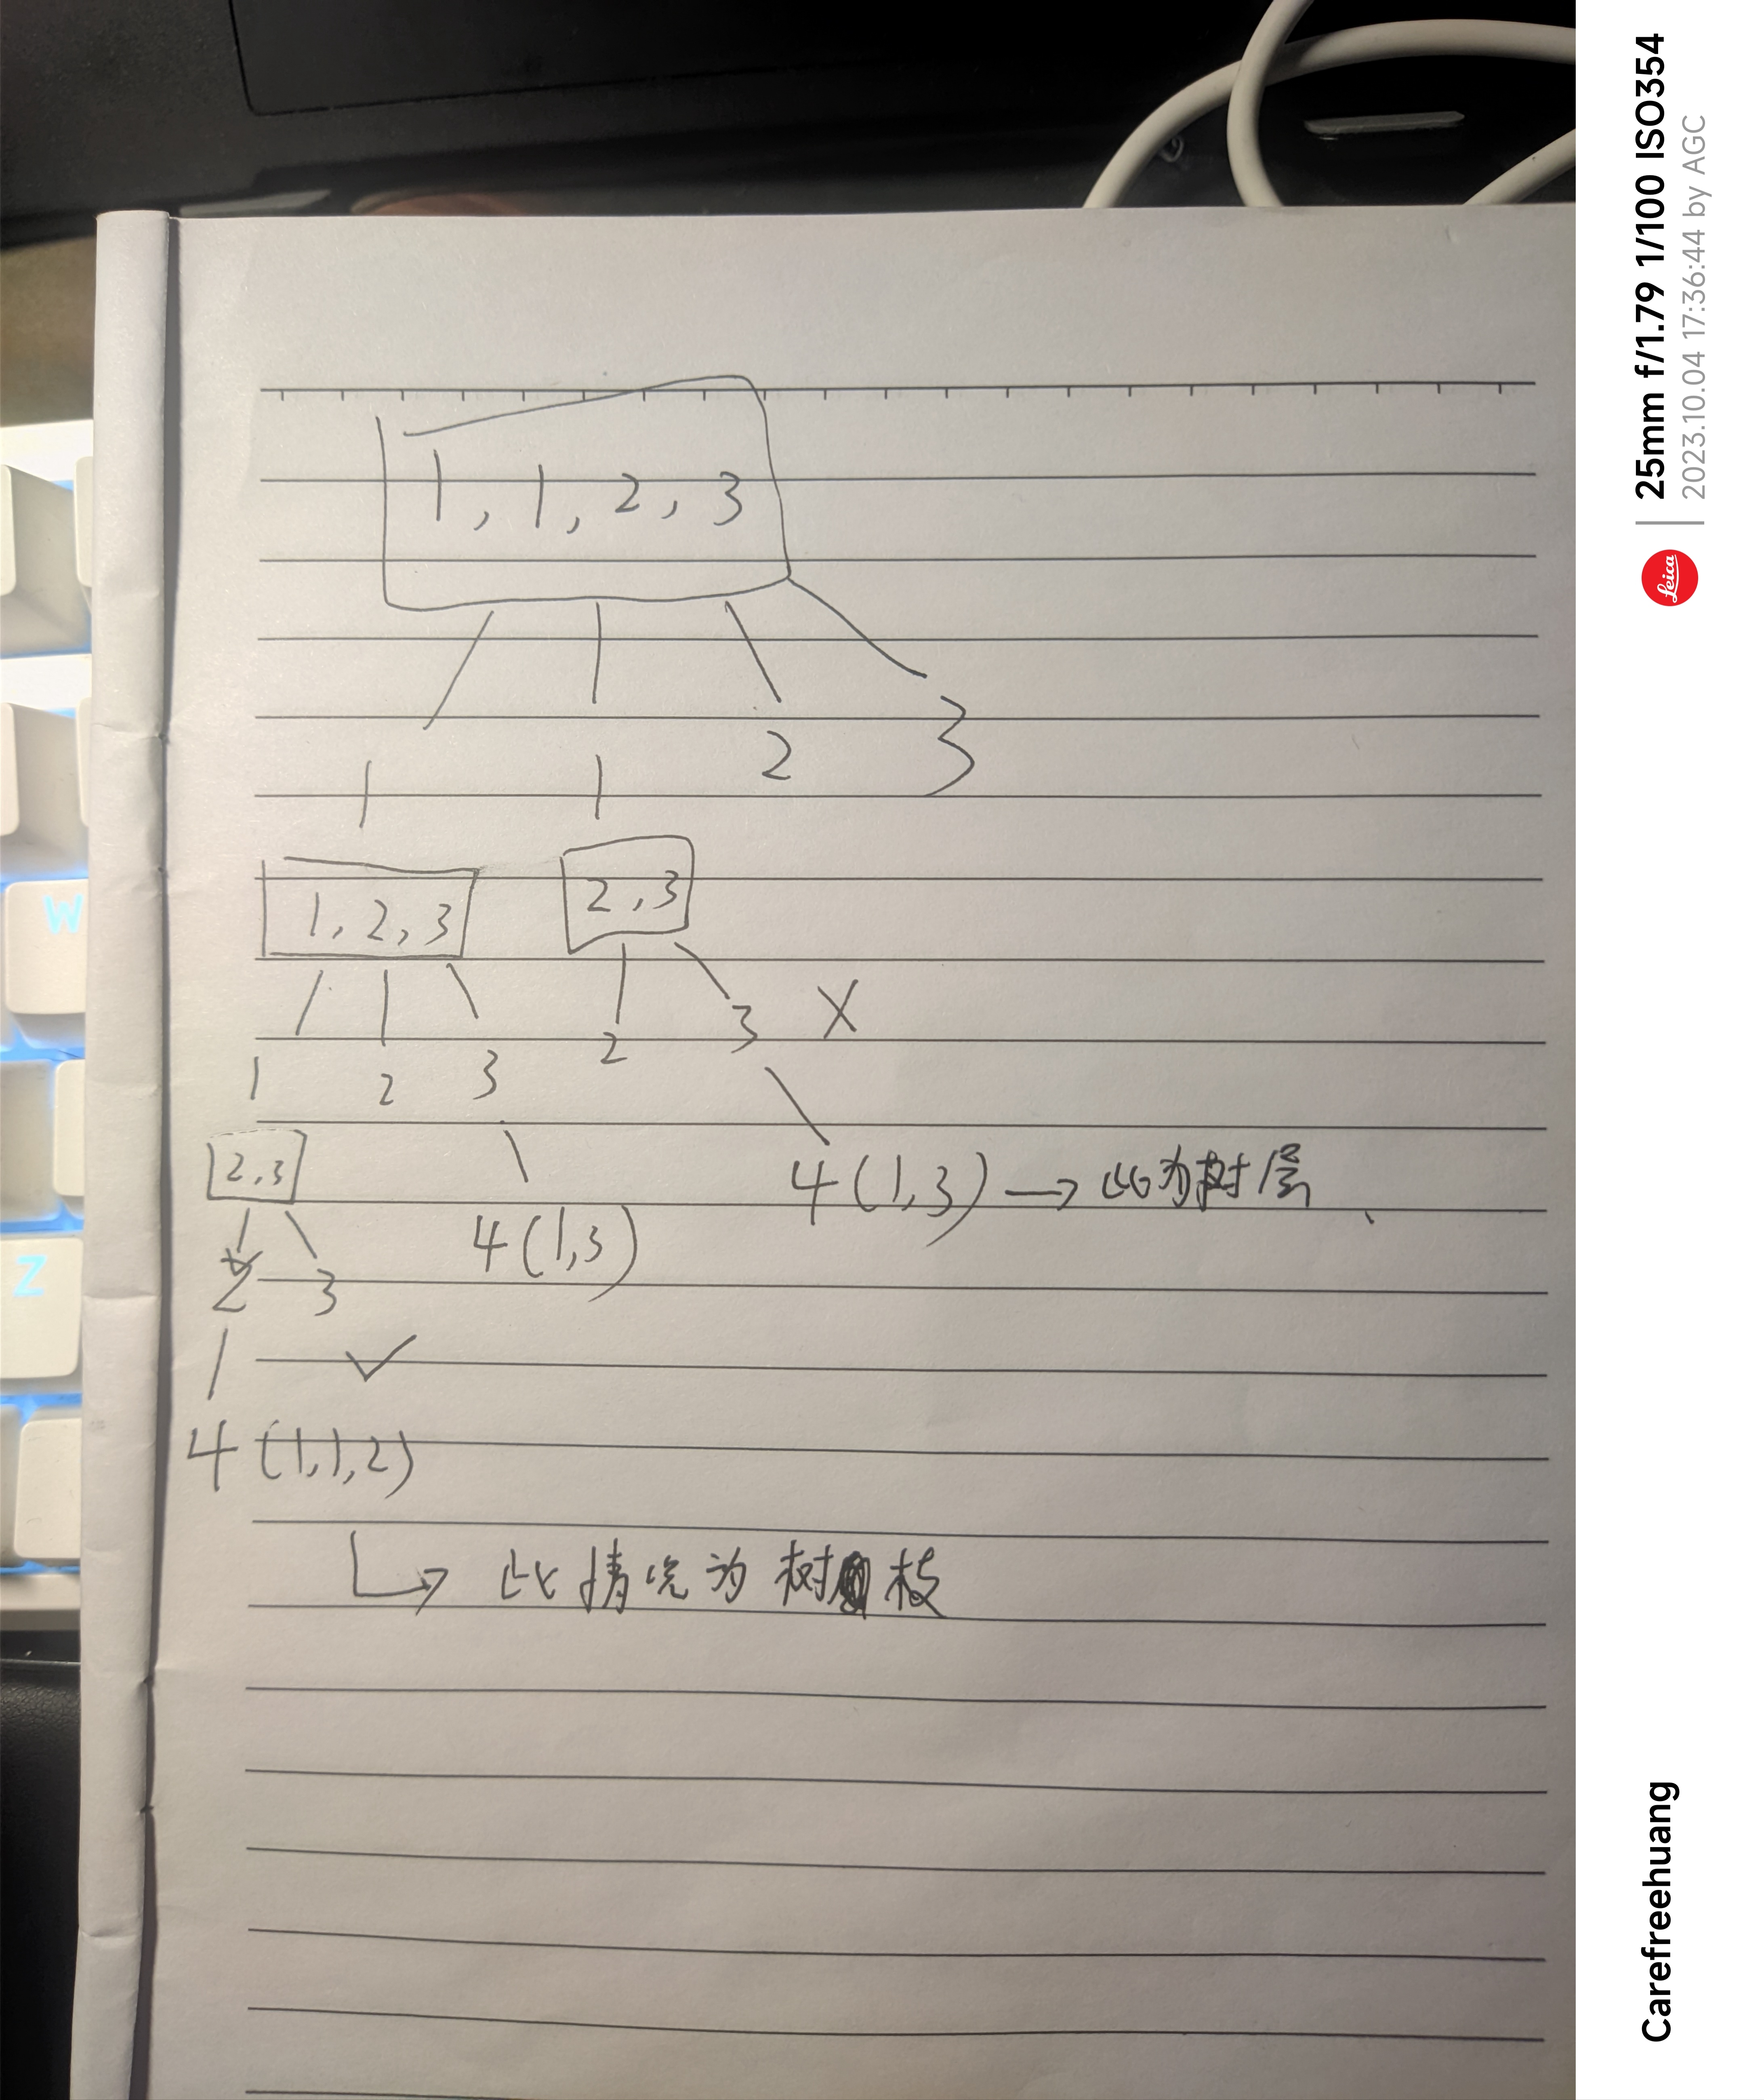 1, 1, 2, 3
1 1 2 3
1, 2, 3 2, 3
1 2 3 2 3 X
2, 3 4 (1,3) → 此为树层、
2 3 4 (1,3)
✓
4 (1,1,2)
↳ 此情况为树枝
W
Z
25mm f/1.79 1/100 ISO354
2023.10.04 17:36:44 by AGC
Leica
Carefreehuang